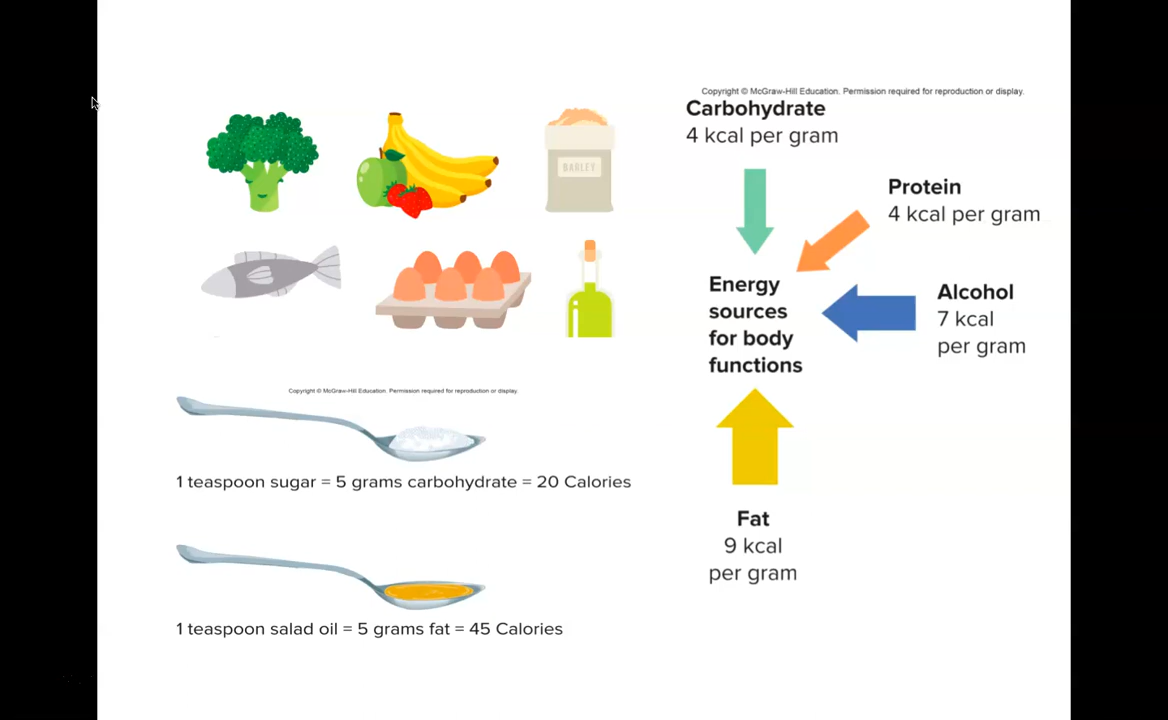 Copyright © McGraw-Hill Education. Permission required for reproduction or display.
Carbohydrate
4 kcal per gram
Protein
4 kcal per gram
BARLEY
Energy
sources
for body
functions
Alcohol
7 kcal
per gram
Copyright © McGraw-Hill Education. Permission required for reproduction or display.
1 teaspoon sugar = 5 grams carbohydrate = 20 Calories
Fat
9 kcal
per gram
1 teaspoon salad oil = 5 grams fat = 45 Calories